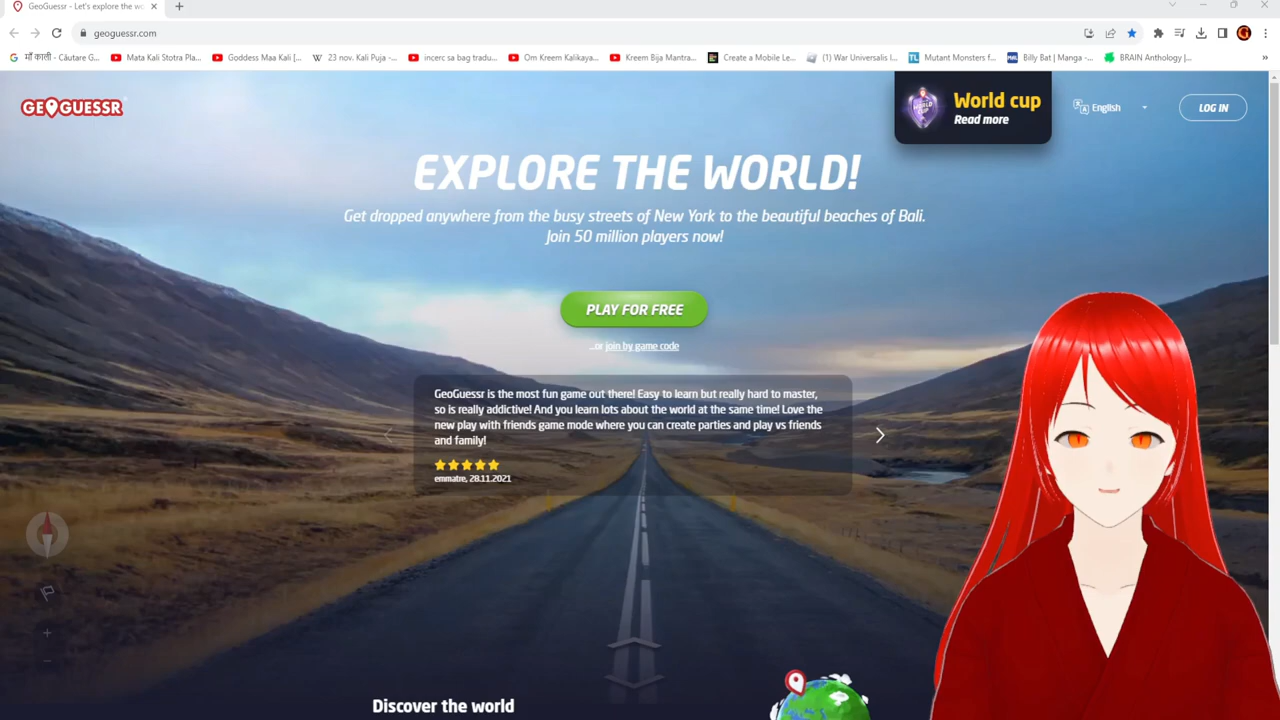 GeoGuessr - Let's explore the wo
geoguessr.com
माँ काली - Căutare G...
Mata Kali Stotra Pla...
Goddess Maa Kali [...
23 nov. Kali Puja -...
incerc sa bag tradu...
Om Kreem Kalikaya...
Kreem Bija Mantra...
Create a Mobile Le...
(1) War Universalis I...
Mutant Monsters f...
Billy Bat | Manga -...
BRAIN Anthology |...
GEOGUESSR
WORLD CUP
World cup
Read more
English
LOG IN
EXPLORE THE WORLD!
Get dropped anywhere from the busy streets of New York to the beautiful beaches of Bali.
Join 50 million players now!
PLAY FOR FREE
...or join by game code
GeoGuessr is the most fun game out there! Easy to learn but really hard to master,
so is really addictive! And you learn lots about the world at the same time! Love the
new play with friends game mode where you can create parties and play vs friends
and family!
emmatre, 28.11.2021
Discover the world